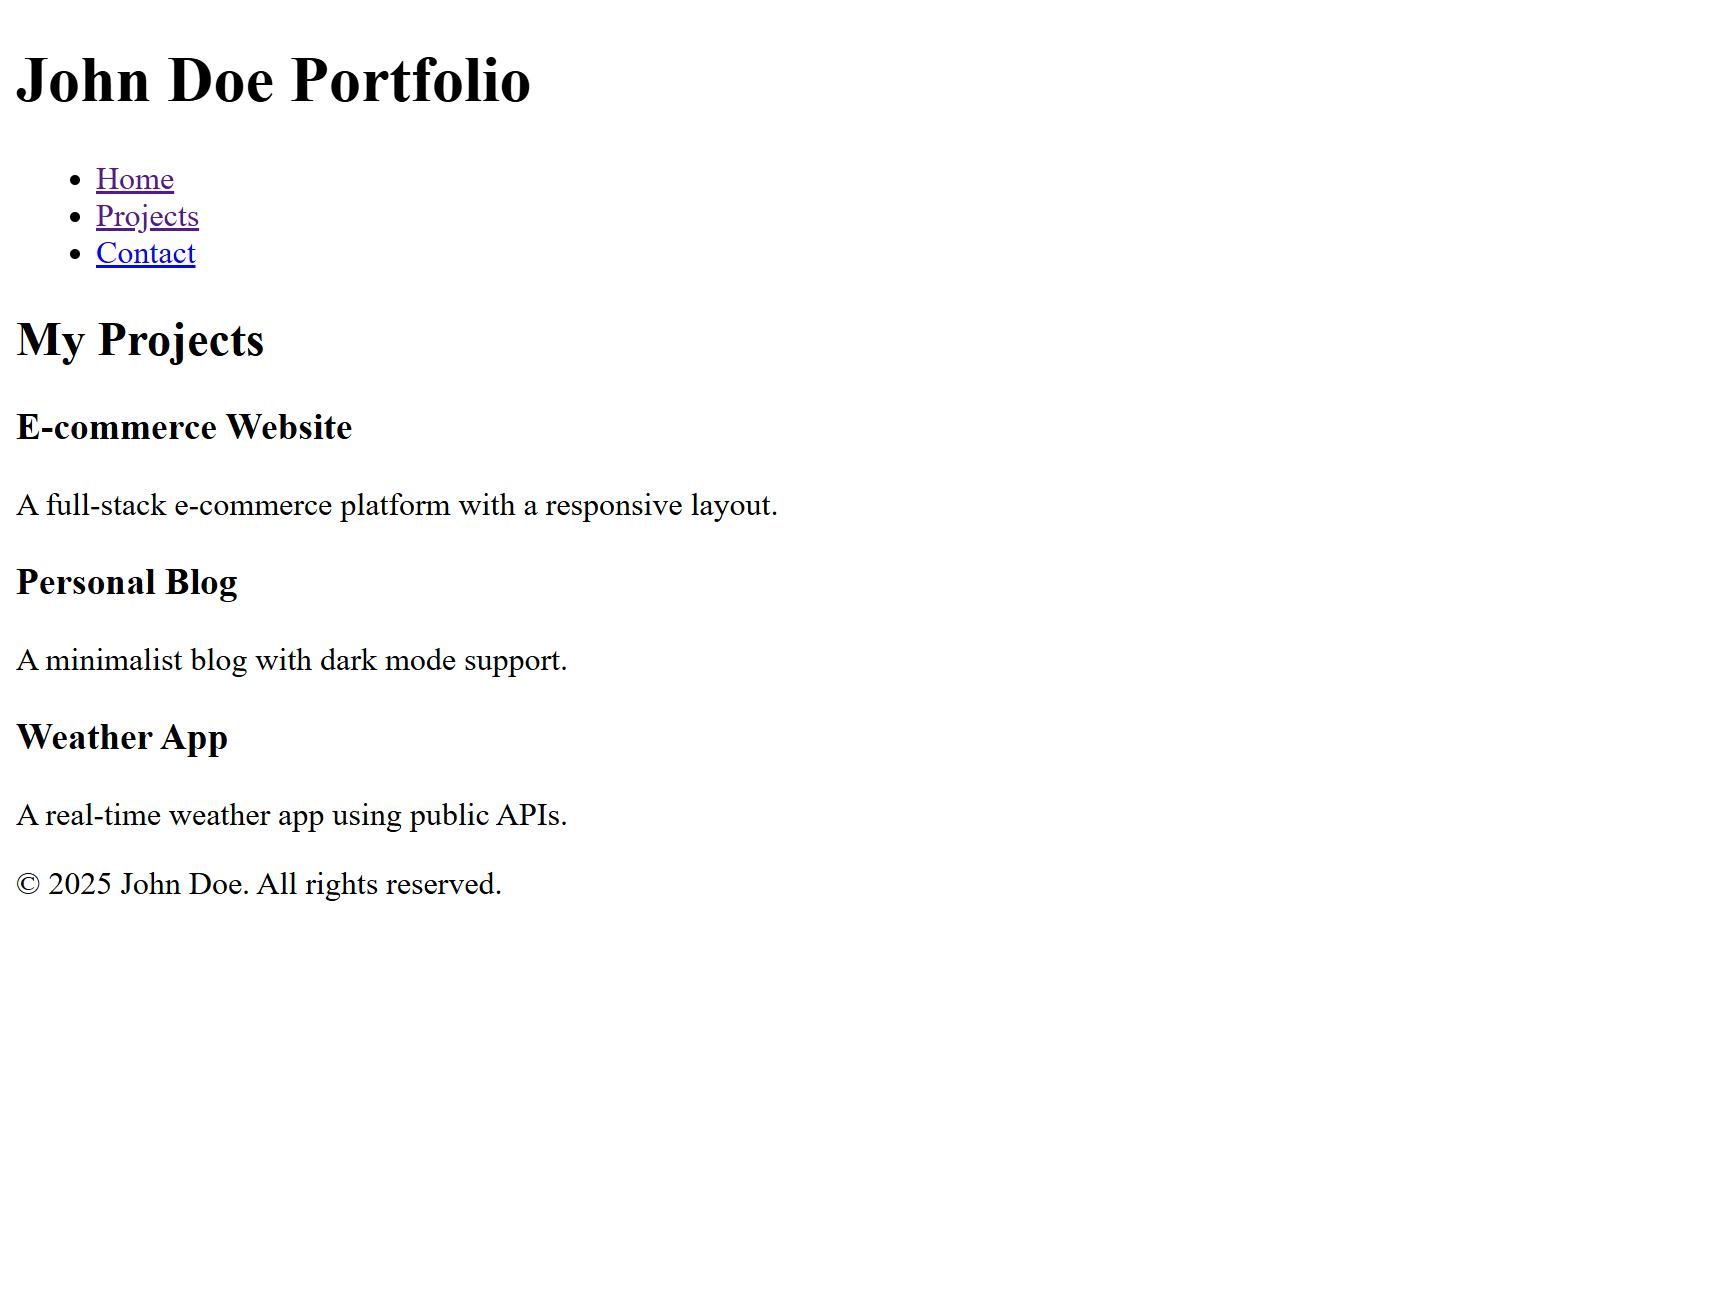 John Doe Portfolio
Home
Projects
Contact
My Projects
E-commerce Website
A full-stack e-commerce platform with a responsive layout.
Personal Blog
A minimalist blog with dark mode support.
Weather App
A real-time weather app using public APIs.
© 2025 John Doe. All rights reserved.